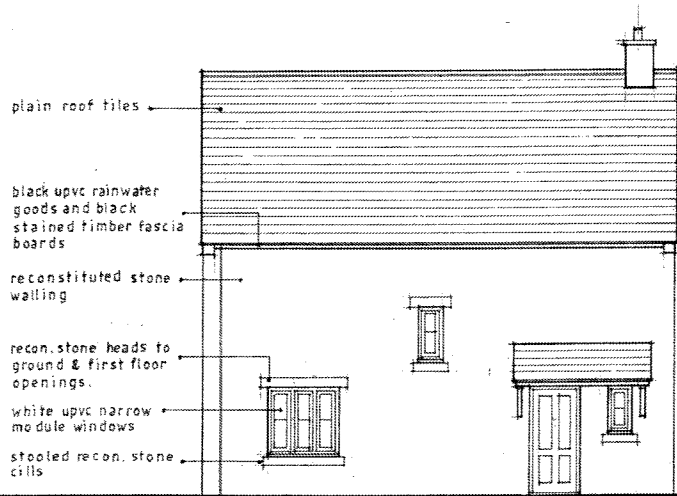 plain roof tiles
black upvc rainwater
goods and black
stained timber fascia
boards
reconstituted stone
walling
recon. stone heads to
ground & first floor
openings.
white upvc narrow
module windows
stooled recon. stone
cills